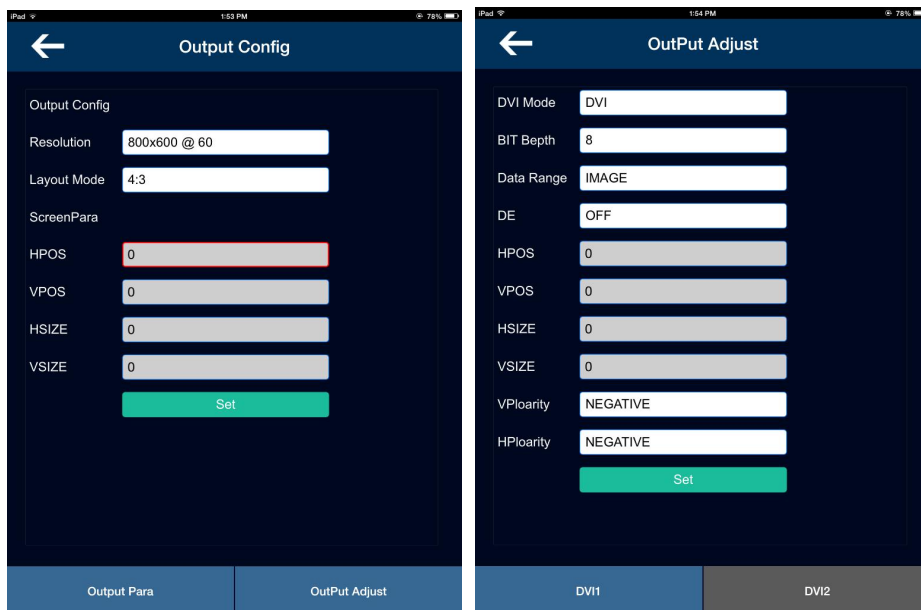 iPad 1:53 PM 78%
Output Config
Output Config
Resolution 800x600 @ 60
Layout Mode 4:3
ScreenPara
HPOS 0
VPOS 0
HSIZE 0
VSIZE 0
Set
Output Para OutPut Adjust
iPad 1:54 PM 78%
OutPut Adjust
DVI Mode DVI
BIT Bepth 8
Data Range IMAGE
DE OFF
HPOS 0
VPOS 0
HSIZE 0
VSIZE 0
VPloarity NEGATIVE
HPloarity NEGATIVE
Set
DVI1 DVI2